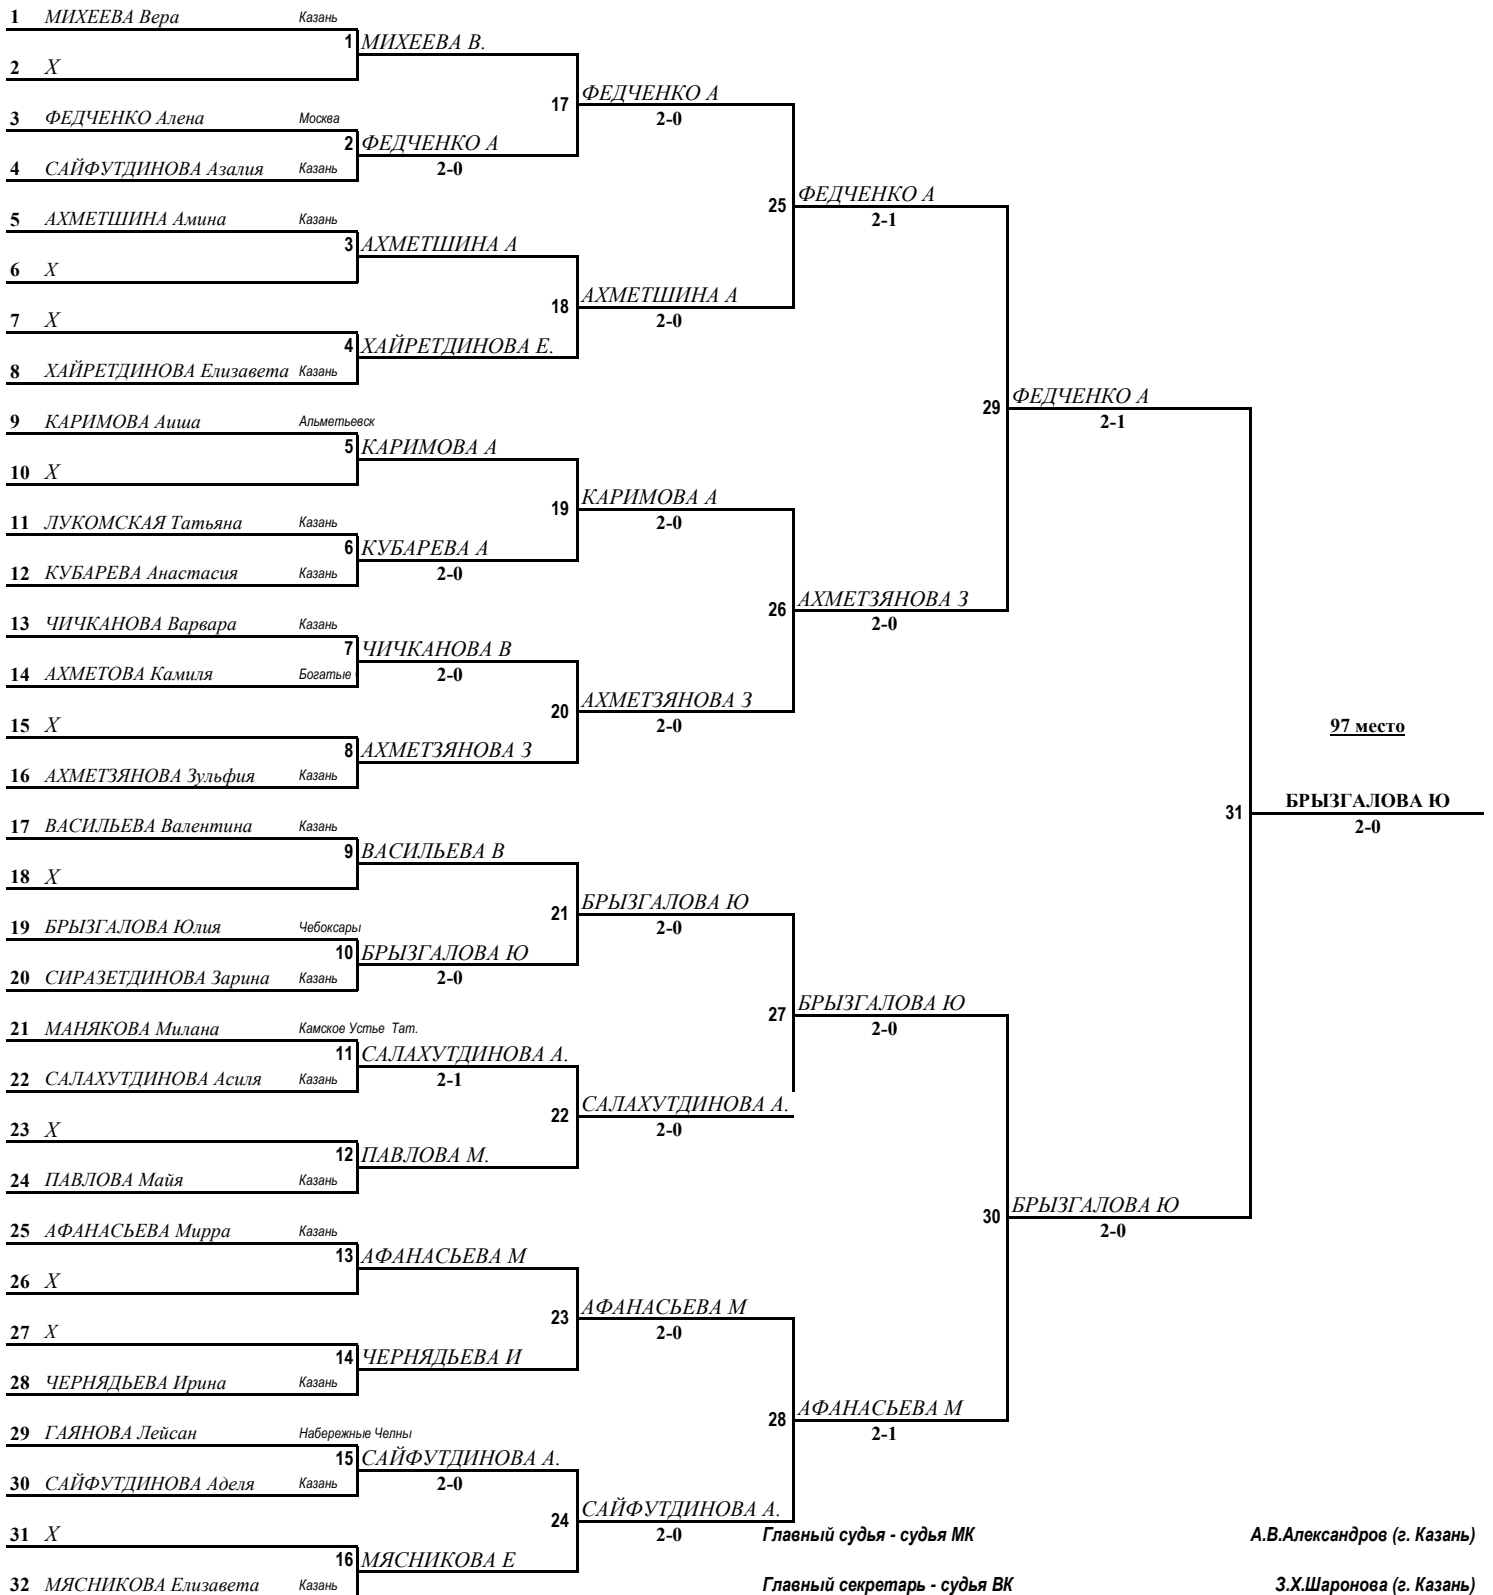 1 МИХЕЕВА Вера Казань
1 МИХЕЕВА В.
2 Х
17 ФЕДЧЕНКО А
2-0
3 ФЕДЧЕНКО Алена Москва
2 ФЕДЧЕНКО А
4 САЙФУТДИНОВА Азалия Казань 2-0
25 ФЕДЧЕНКО А
2-1
5 АХМЕТШИНА Амина Казань
3 АХМЕТШИНА А
6 Х
18 АХМЕТШИНА А
2-0
7 Х
4 ХАЙРЕТДИНОВА Е.
8 ХАЙРЕТДИНОВА Елизавета Казань
29 ФЕДЧЕНКО А
2-1
9 КАРИМОВА Аиша Альметьевск
5 КАРИМОВА А
10 Х
19 КАРИМОВА А
2-0
11 ЛУКОМСКАЯ Татьяна Казань
6 КУБАРЕВА А
12 КУБАРЕВА Анастасия Казань 2-0
26 АХМЕТЗЯНОВА З
2-0
13 ЧИЧКАНОВА Варвара Казань
7 ЧИЧКАНОВА В
14 АХМЕТОВА Камиля Богатые 2-0
20 АХМЕТЗЯНОВА З
2-0
15 Х
97 место
8 АХМЕТЗЯНОВА З
16 АХМЕТЗЯНОВА Зульфия Казань
31 БРЫЗГАЛОВА Ю
2-0
17 ВАСИЛЬЕВА Валентина Казань
9 ВАСИЛЬЕВА В
18 Х
21 БРЫЗГАЛОВА Ю
2-0
19 БРЫЗГАЛОВА Юлия Чебоксары
10 БРЫЗГАЛОВА Ю
20 СИРАЗЕТДИНОВА Зарина Казань 2-0
27 БРЫЗГАЛОВА Ю
2-0
21 МАНЯКОВА Милана Камское Устье Тат.
11 САЛАХУТДИНОВА А.
22 САЛАХУТДИНОВА Асиля Казань 2-1
22 САЛАХУТДИНОВА А.
2-0
23 Х
12 ПАВЛОВА М.
24 ПАВЛОВА Майя Казань
30 БРЫЗГАЛОВА Ю
2-0
25 АФАНАСЬЕВА Мирра Казань
13 АФАНАСЬЕВА М
26 Х
23 АФАНАСЬЕВА М
2-0
27 Х
14 ЧЕРНЯДЬЕВА И
28 ЧЕРНЯДЬЕВА Ирина Казань
28 АФАНАСЬЕВА М
2-1
29 ГАЯНОВА Лейсан Набережные Челны
15 САЙФУТДИНОВА А.
30 САЙФУТДИНОВА Аделя Казань 2-0
24 САЙФУТДИНОВА А.
2-0
31 Х
Главный судья - судья МК А.В.Александров (г. Казань)
16 МЯСНИКОВА Е
32 МЯСНИКОВА Елизавета Казань
Главный секретарь - судья ВК З.Х.Шаронова (г. Казань)